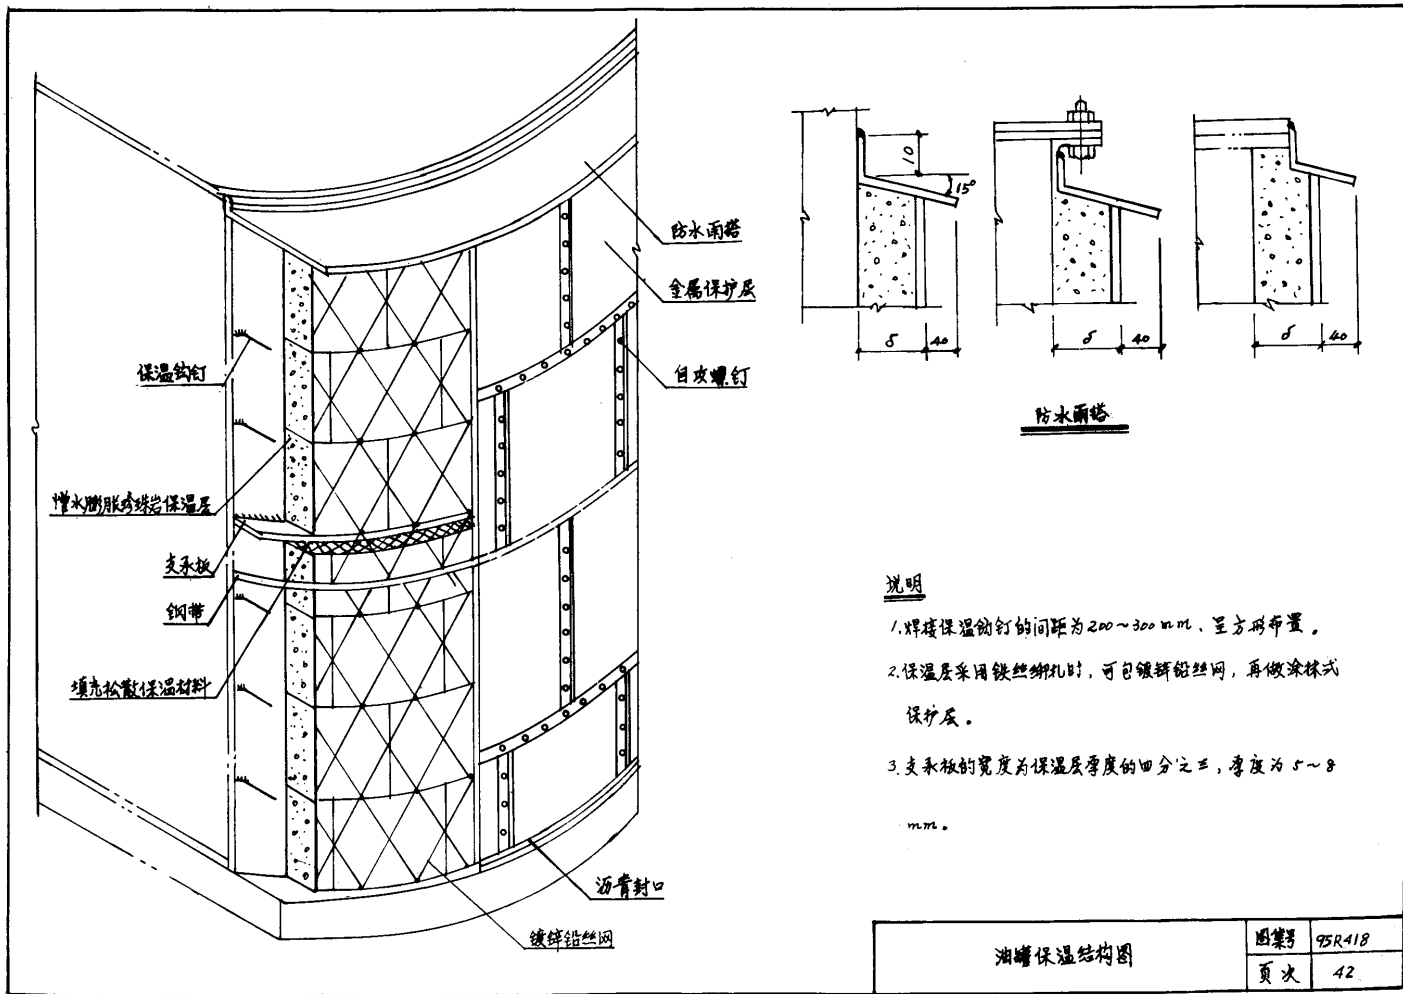 防水雨搭
金属保护层
自攻螺钉
保温钩钉
憎水膨胀珍珠岩保温层
支承板
钢带
填充松散保温材料
沥青封口
镀锌铅丝网
10
15°
δ
40
δ
40
δ
40
防水雨搭
说明
1.焊接保温钩钉的间距为200~300mm、呈方形布置。
2.保温层采用铁丝绑扎时，可包镀锌铅丝网，再做涂抹式
保护层。
3.支承板的宽度为保温层厚度的四分之三，厚度为5~8
mm。
油罐保温结构图
图集号
95R418
页次
42